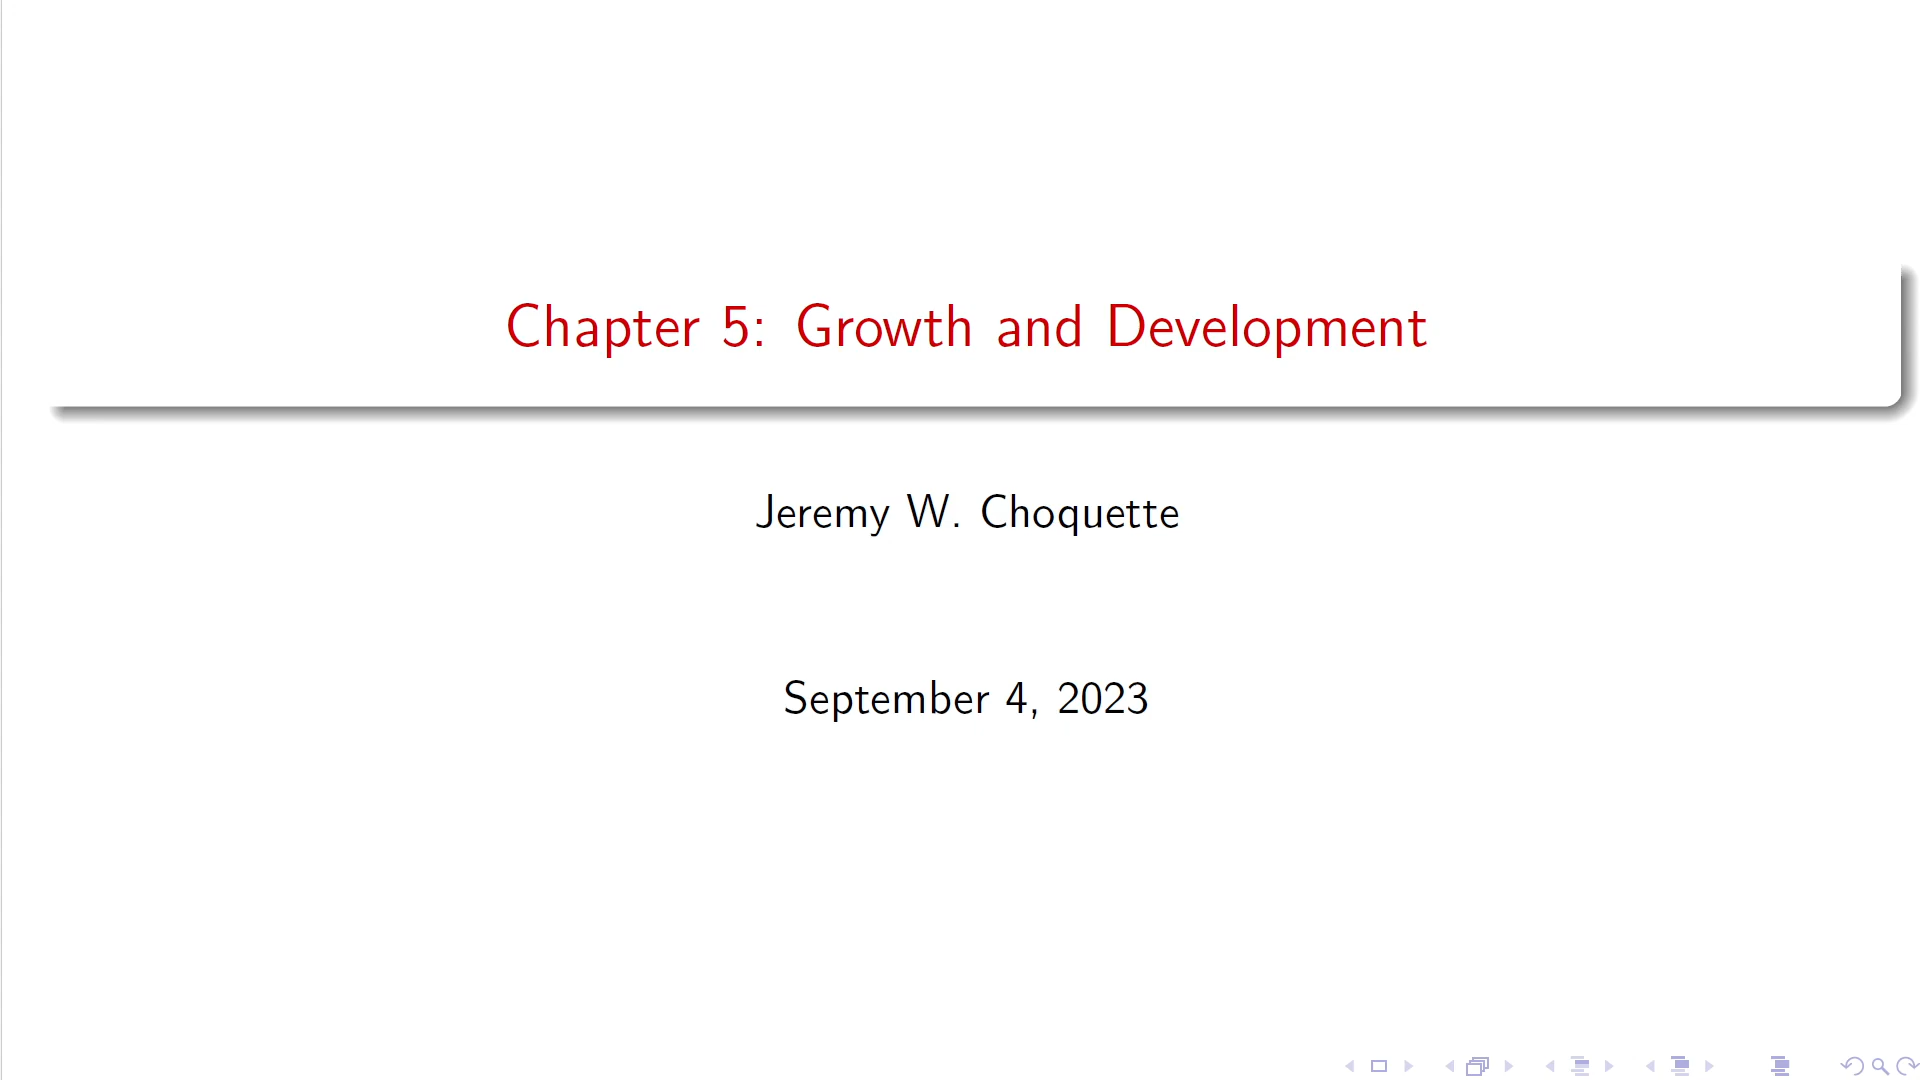 Chapter 5: Growth and Development
Jeremy W. Choquette
September 4, 2023